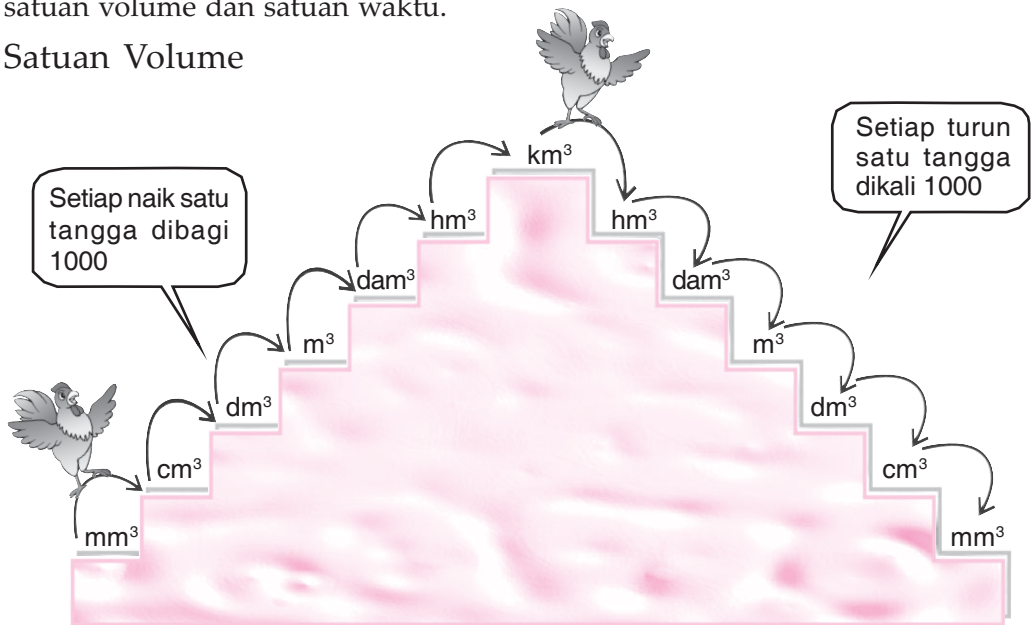 satuan volume dan satuan waktu.
Satuan Volume
Setiap naik satu
tangga dibagi
1000
Setiap turun
satu tangga
dikali 1000
mm³
cm³
dm³
m³
dam³
hm³
km³
hm³
dam³
m³
dm³
cm³
mm³